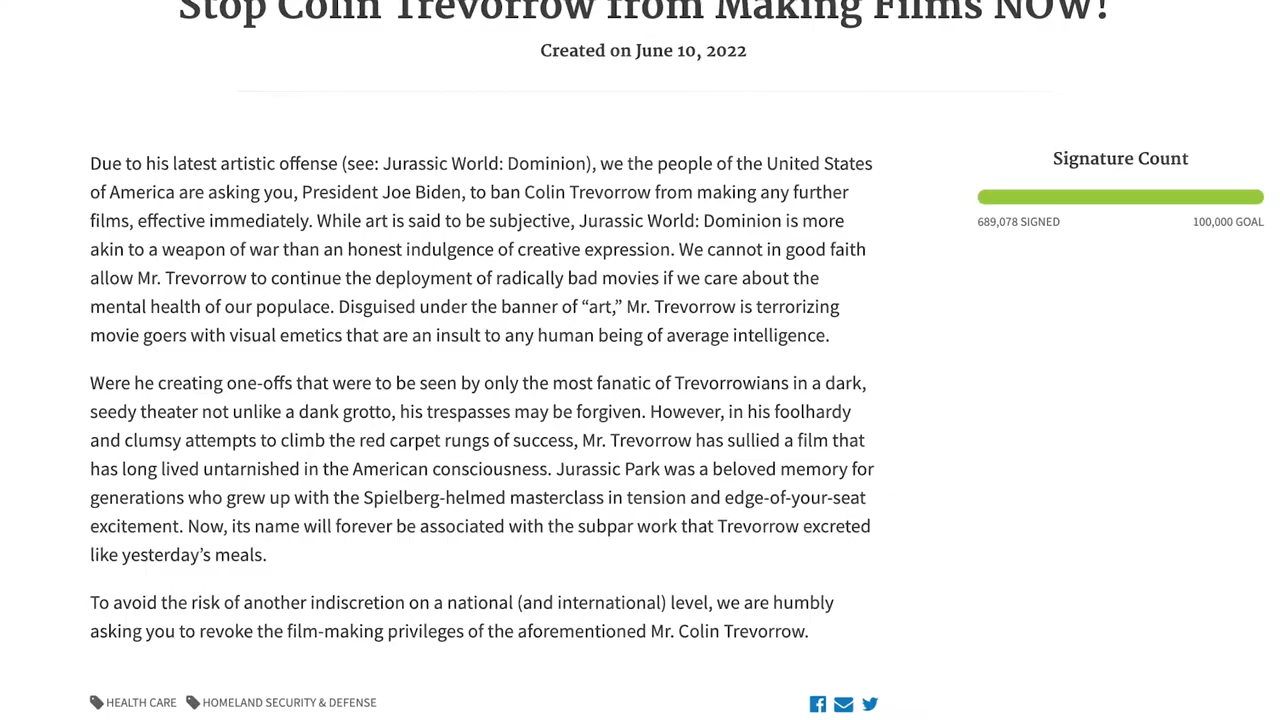 Stop Colin Trevorrow from Making Films NOW!
Created on June 10, 2022
Due to his latest artistic offense (see: Jurassic World: Dominion), we the people of the United States
of America are asking you, President Joe Biden, to ban Colin Trevorrow from making any further
films, effective immediately. While art is said to be subjective, Jurassic World: Dominion is more
akin to a weapon of war than an honest indulgence of creative expression. We cannot in good faith
allow Mr. Trevorrow to continue the deployment of radically bad movies if we care about the
mental health of our populace. Disguised under the banner of “art,” Mr. Trevorrow is terrorizing
movie goers with visual emetics that are an insult to any human being of average intelligence.
Were he creating one-offs that were to be seen by only the most fanatic of Trevorrowians in a dark,
seedy theater not unlike a dank grotto, his trespasses may be forgiven. However, in his foolhardy
and clumsy attempts to climb the red carpet rungs of success, Mr. Trevorrow has sullied a film that
has long lived untarnished in the American consciousness. Jurassic Park was a beloved memory for
generations who grew up with the Spielberg-helmed masterclass in tension and edge-of-your-seat
excitement. Now, its name will forever be associated with the subpar work that Trevorrow excreted
like yesterday’s meals.
To avoid the risk of another indiscretion on a national (and international) level, we are humbly
asking you to revoke the film-making privileges of the aforementioned Mr. Colin Trevorrow.
HEALTH CARE HOMELAND SECURITY & DEFENSE
Signature Count
689,078 SIGNED 100,000 GOAL